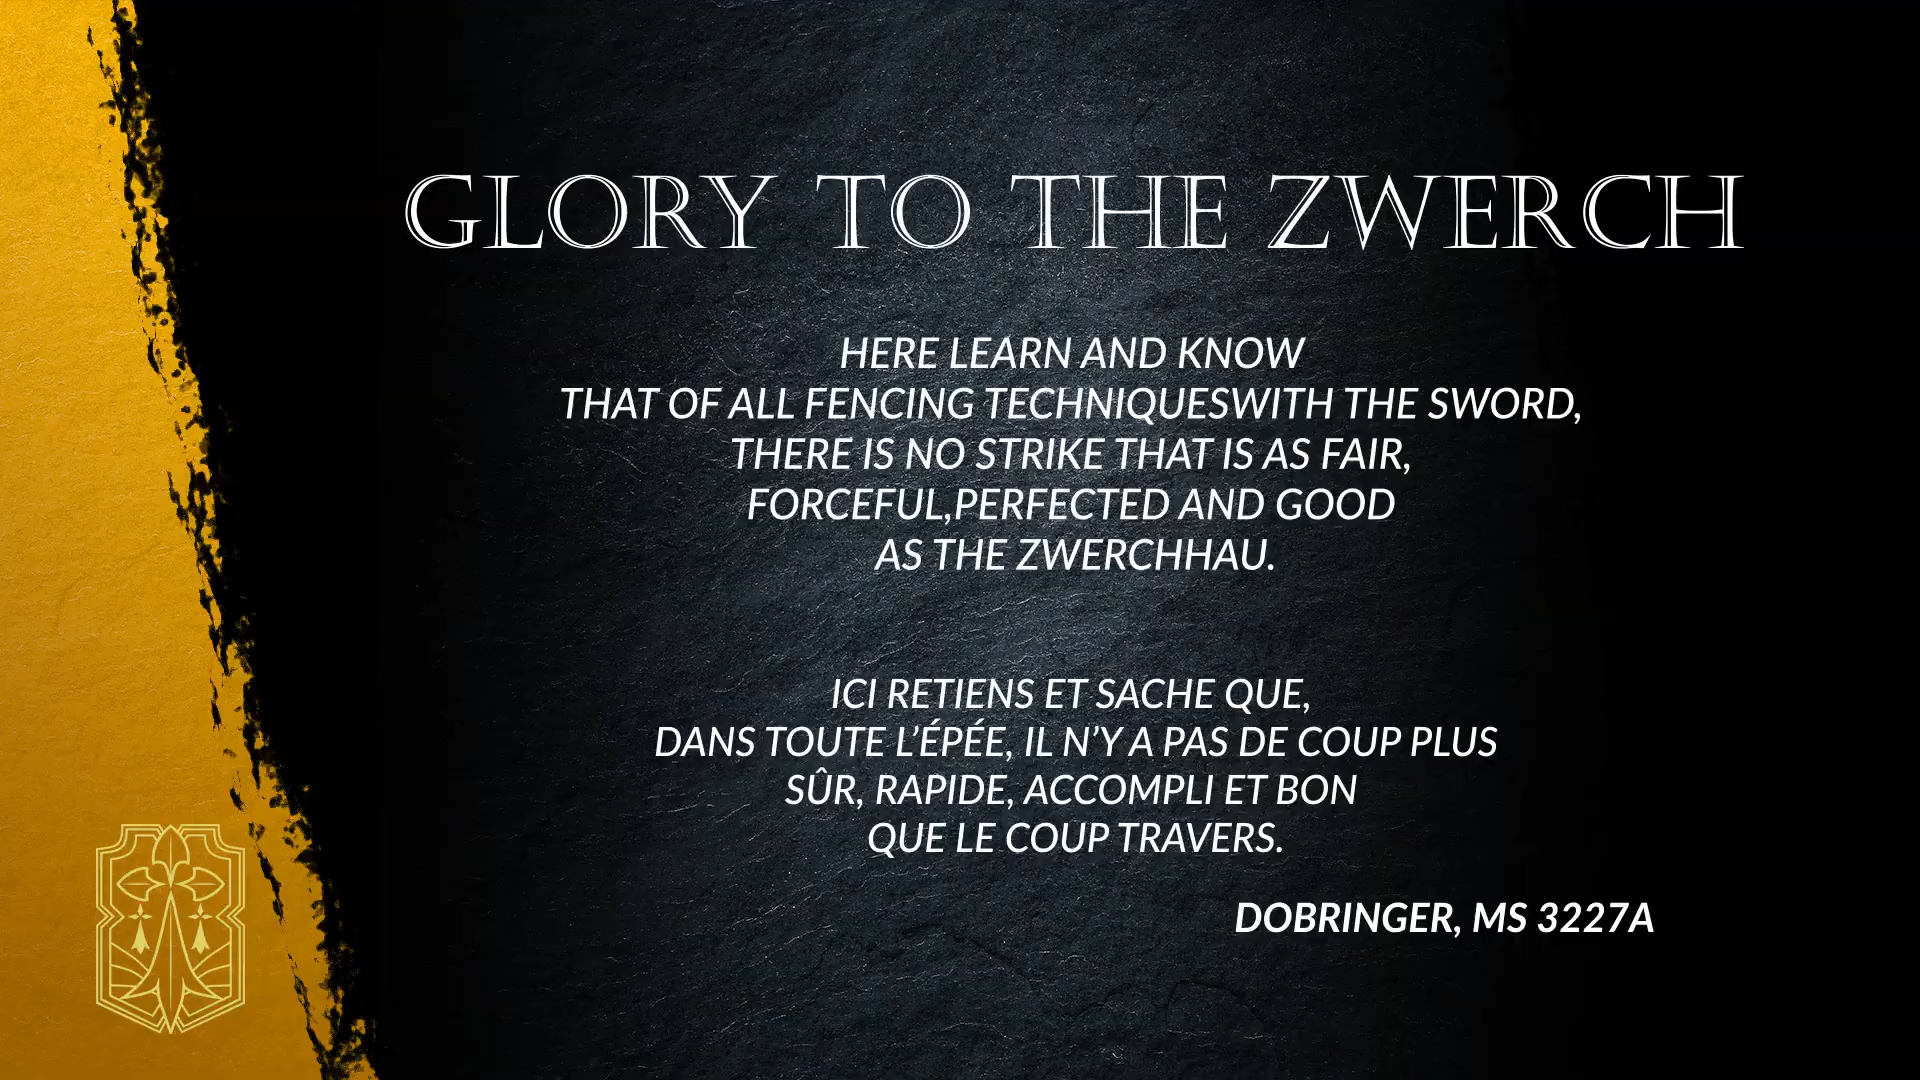 GLORY TO THE ZWERCH
HERE LEARN AND KNOW
THAT OF ALL FENCING TECHNIQUESWITH THE SWORD,
THERE IS NO STRIKE THAT IS AS FAIR,
FORCEFUL,PERFECTED AND GOOD
AS THE ZWERCHHAU.
ICI RETIENS ET SACHE QUE,
DANS TOUTE L’ÉPÉE, IL N’Y A PAS DE COUP PLUS
SÛR, RAPIDE, ACCOMPLI ET BON
QUE LE COUP TRAVERS.
DOBRINGER, MS 3227A